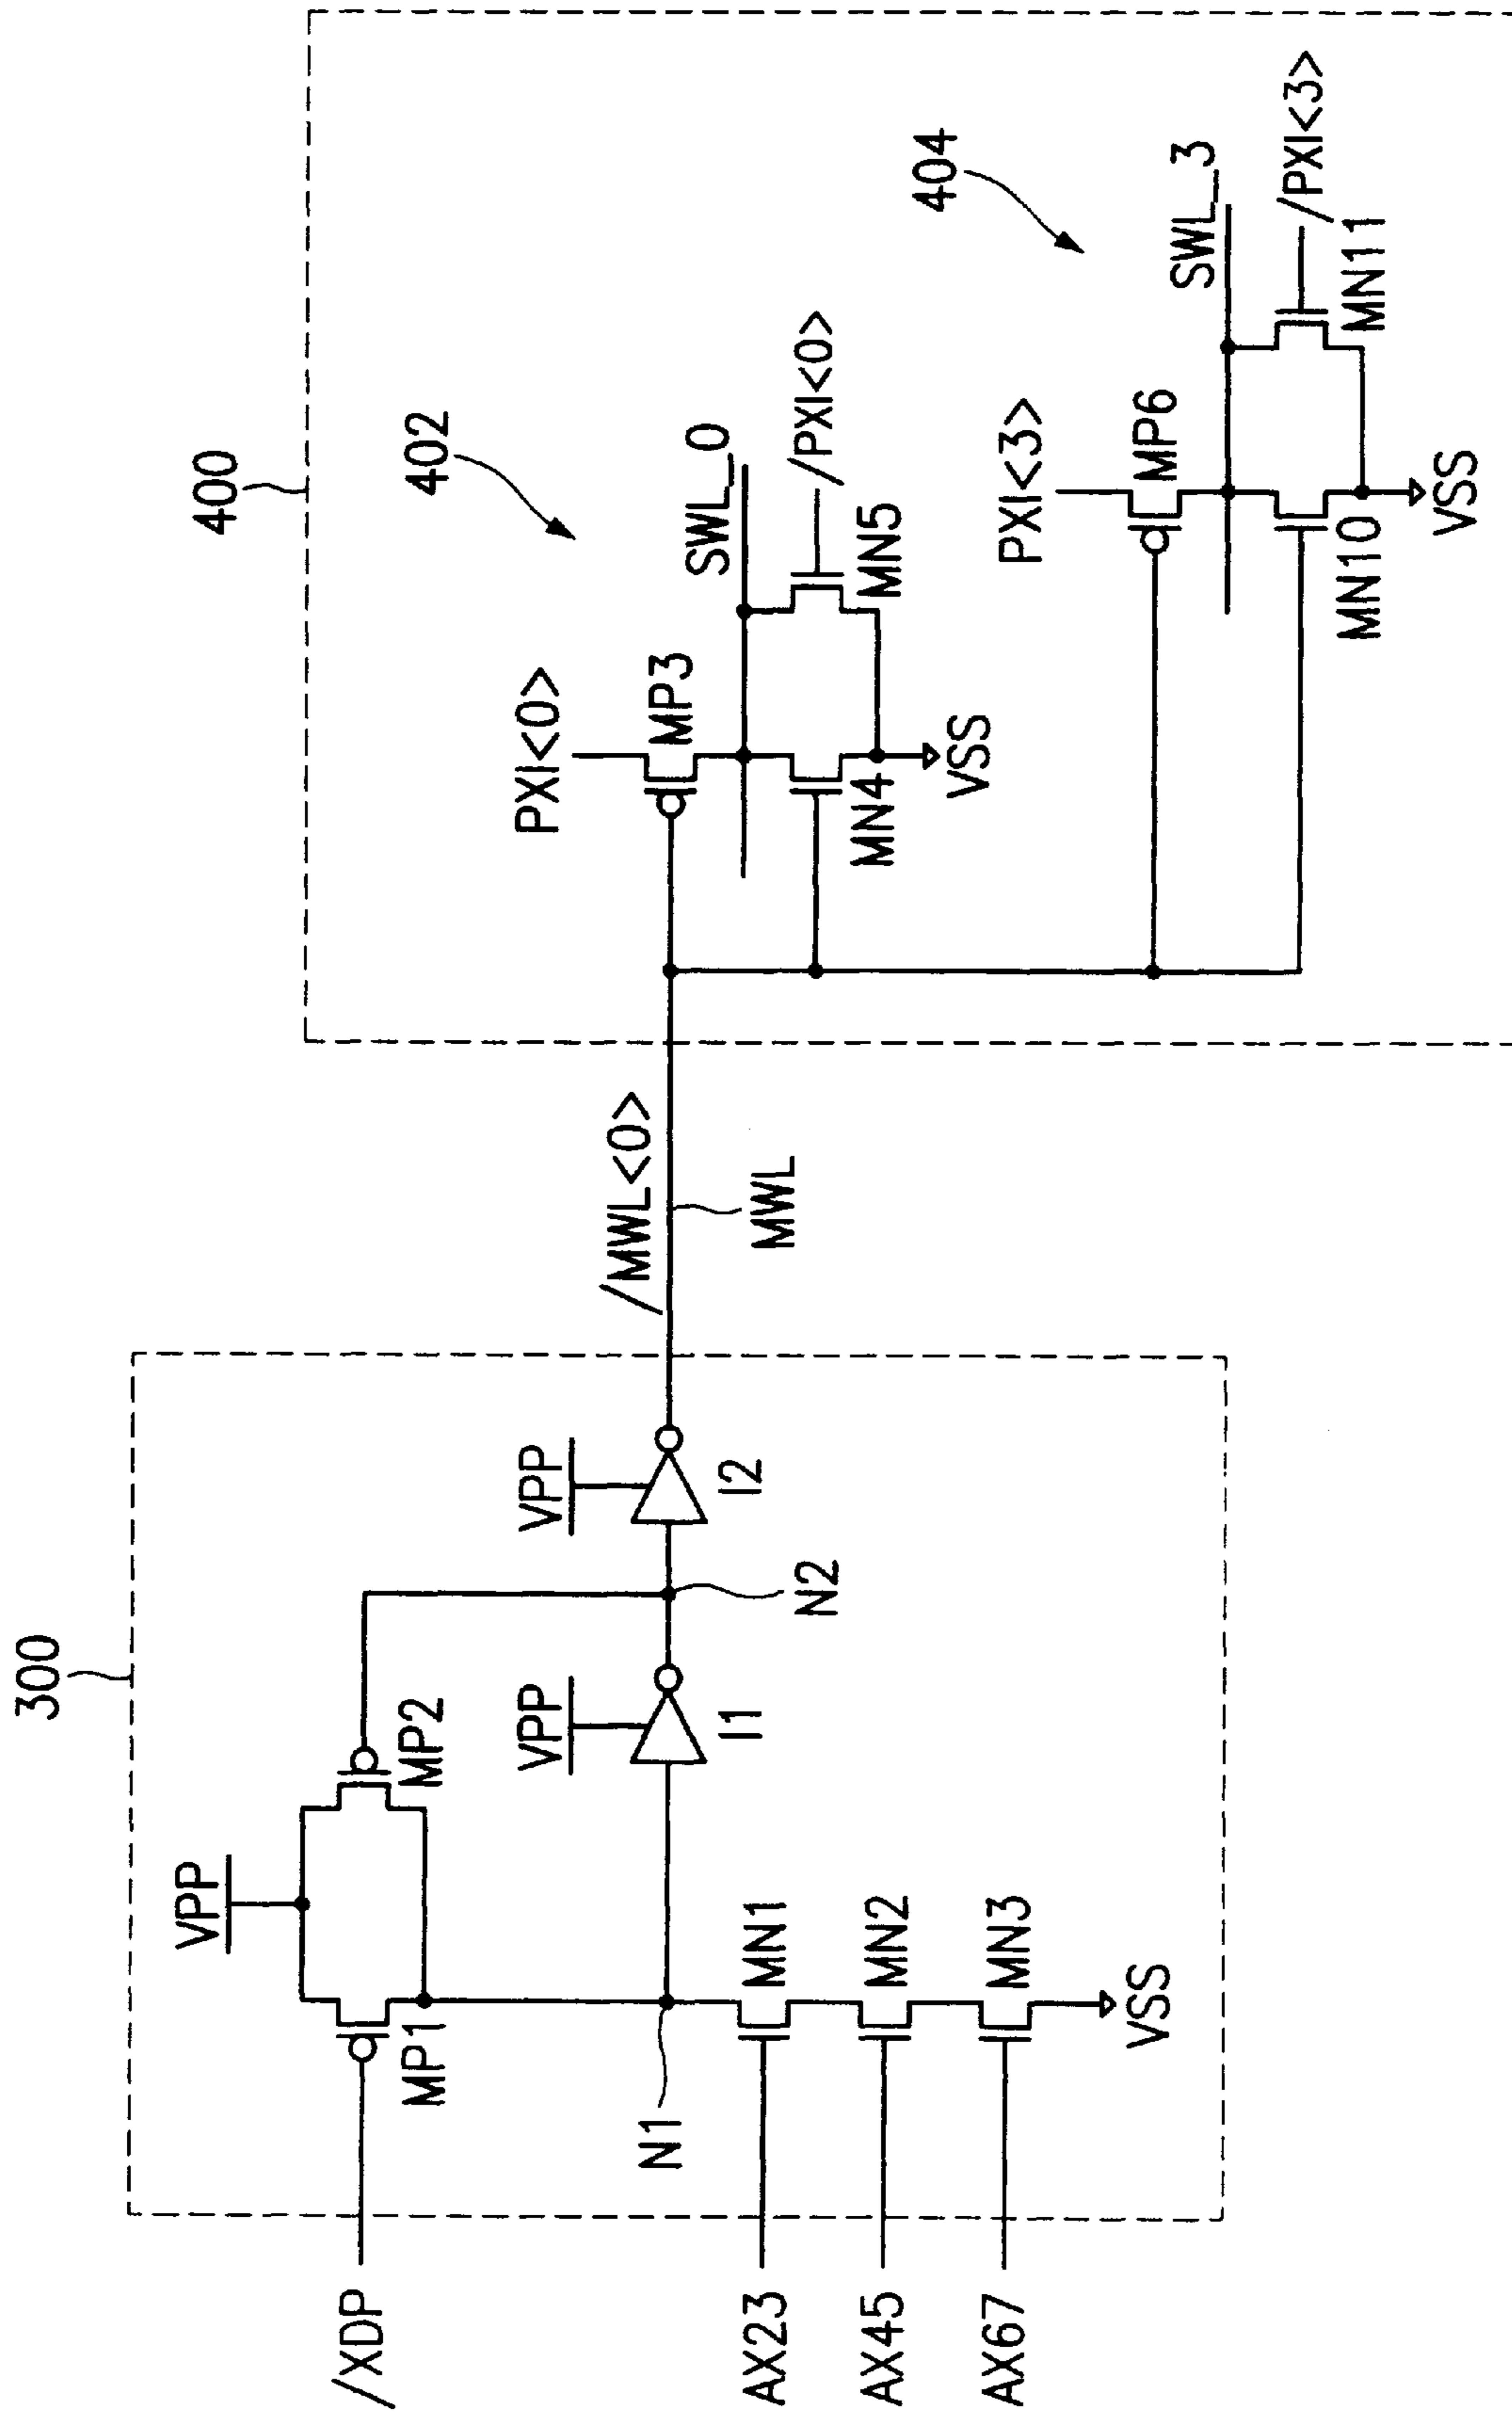 300
VPP
/XDP
MP1
MP2
VPP
VPP
N1
I1
N2
I2
AX23
MN1
AX45
MN2
AX67
MN3
VSS
/MWL<0>
MWL
400
402
PXI<0>
MP3
SWL_0
/PXI<0>
MN4
MN5
VSS
404
PXI<3>
MP6
SWL_3
/PXI<3>
MN10
MN11
VSS